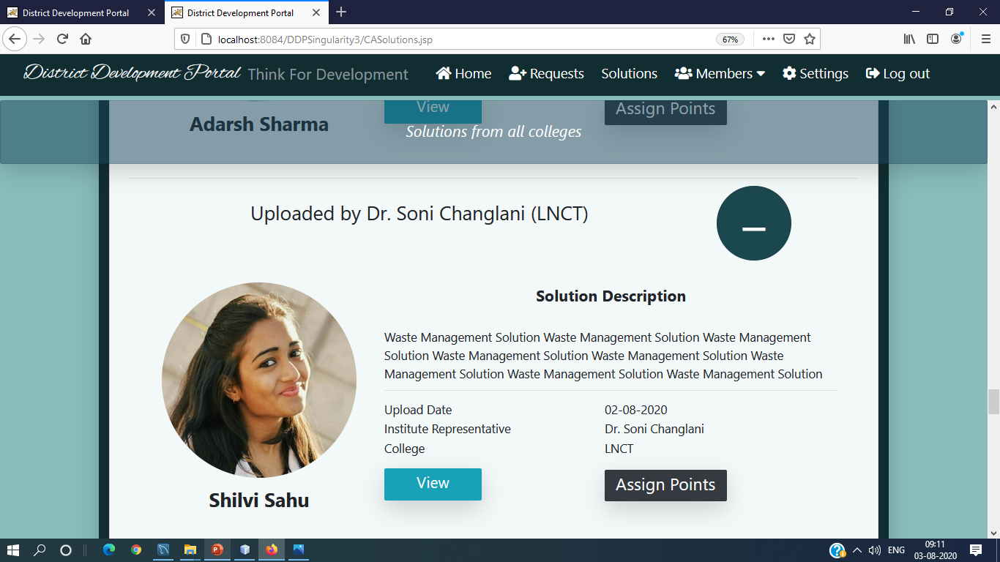 District Development Portal
District Development Portal
localhost:8084/DDPSingularity3/CASolutions.jsp
67%
District Development Portal Think For Development Home Requests Solutions Members Settings Log out
View Assign Points
Adarsh Sharma
Solutions from all colleges
Uploaded by Dr. Soni Changlani (LNCT)
Solution Description
Waste Management Solution Waste Management Solution Waste Management
Solution Waste Management Solution Waste Management Solution Waste
Management Solution Waste Management Solution Waste Management Solution
Upload Date 02-08-2020
Institute Representative Dr. Soni Changlani
College LNCT
View Assign Points
Shilvi Sahu
ENG
09:11
03-08-2020